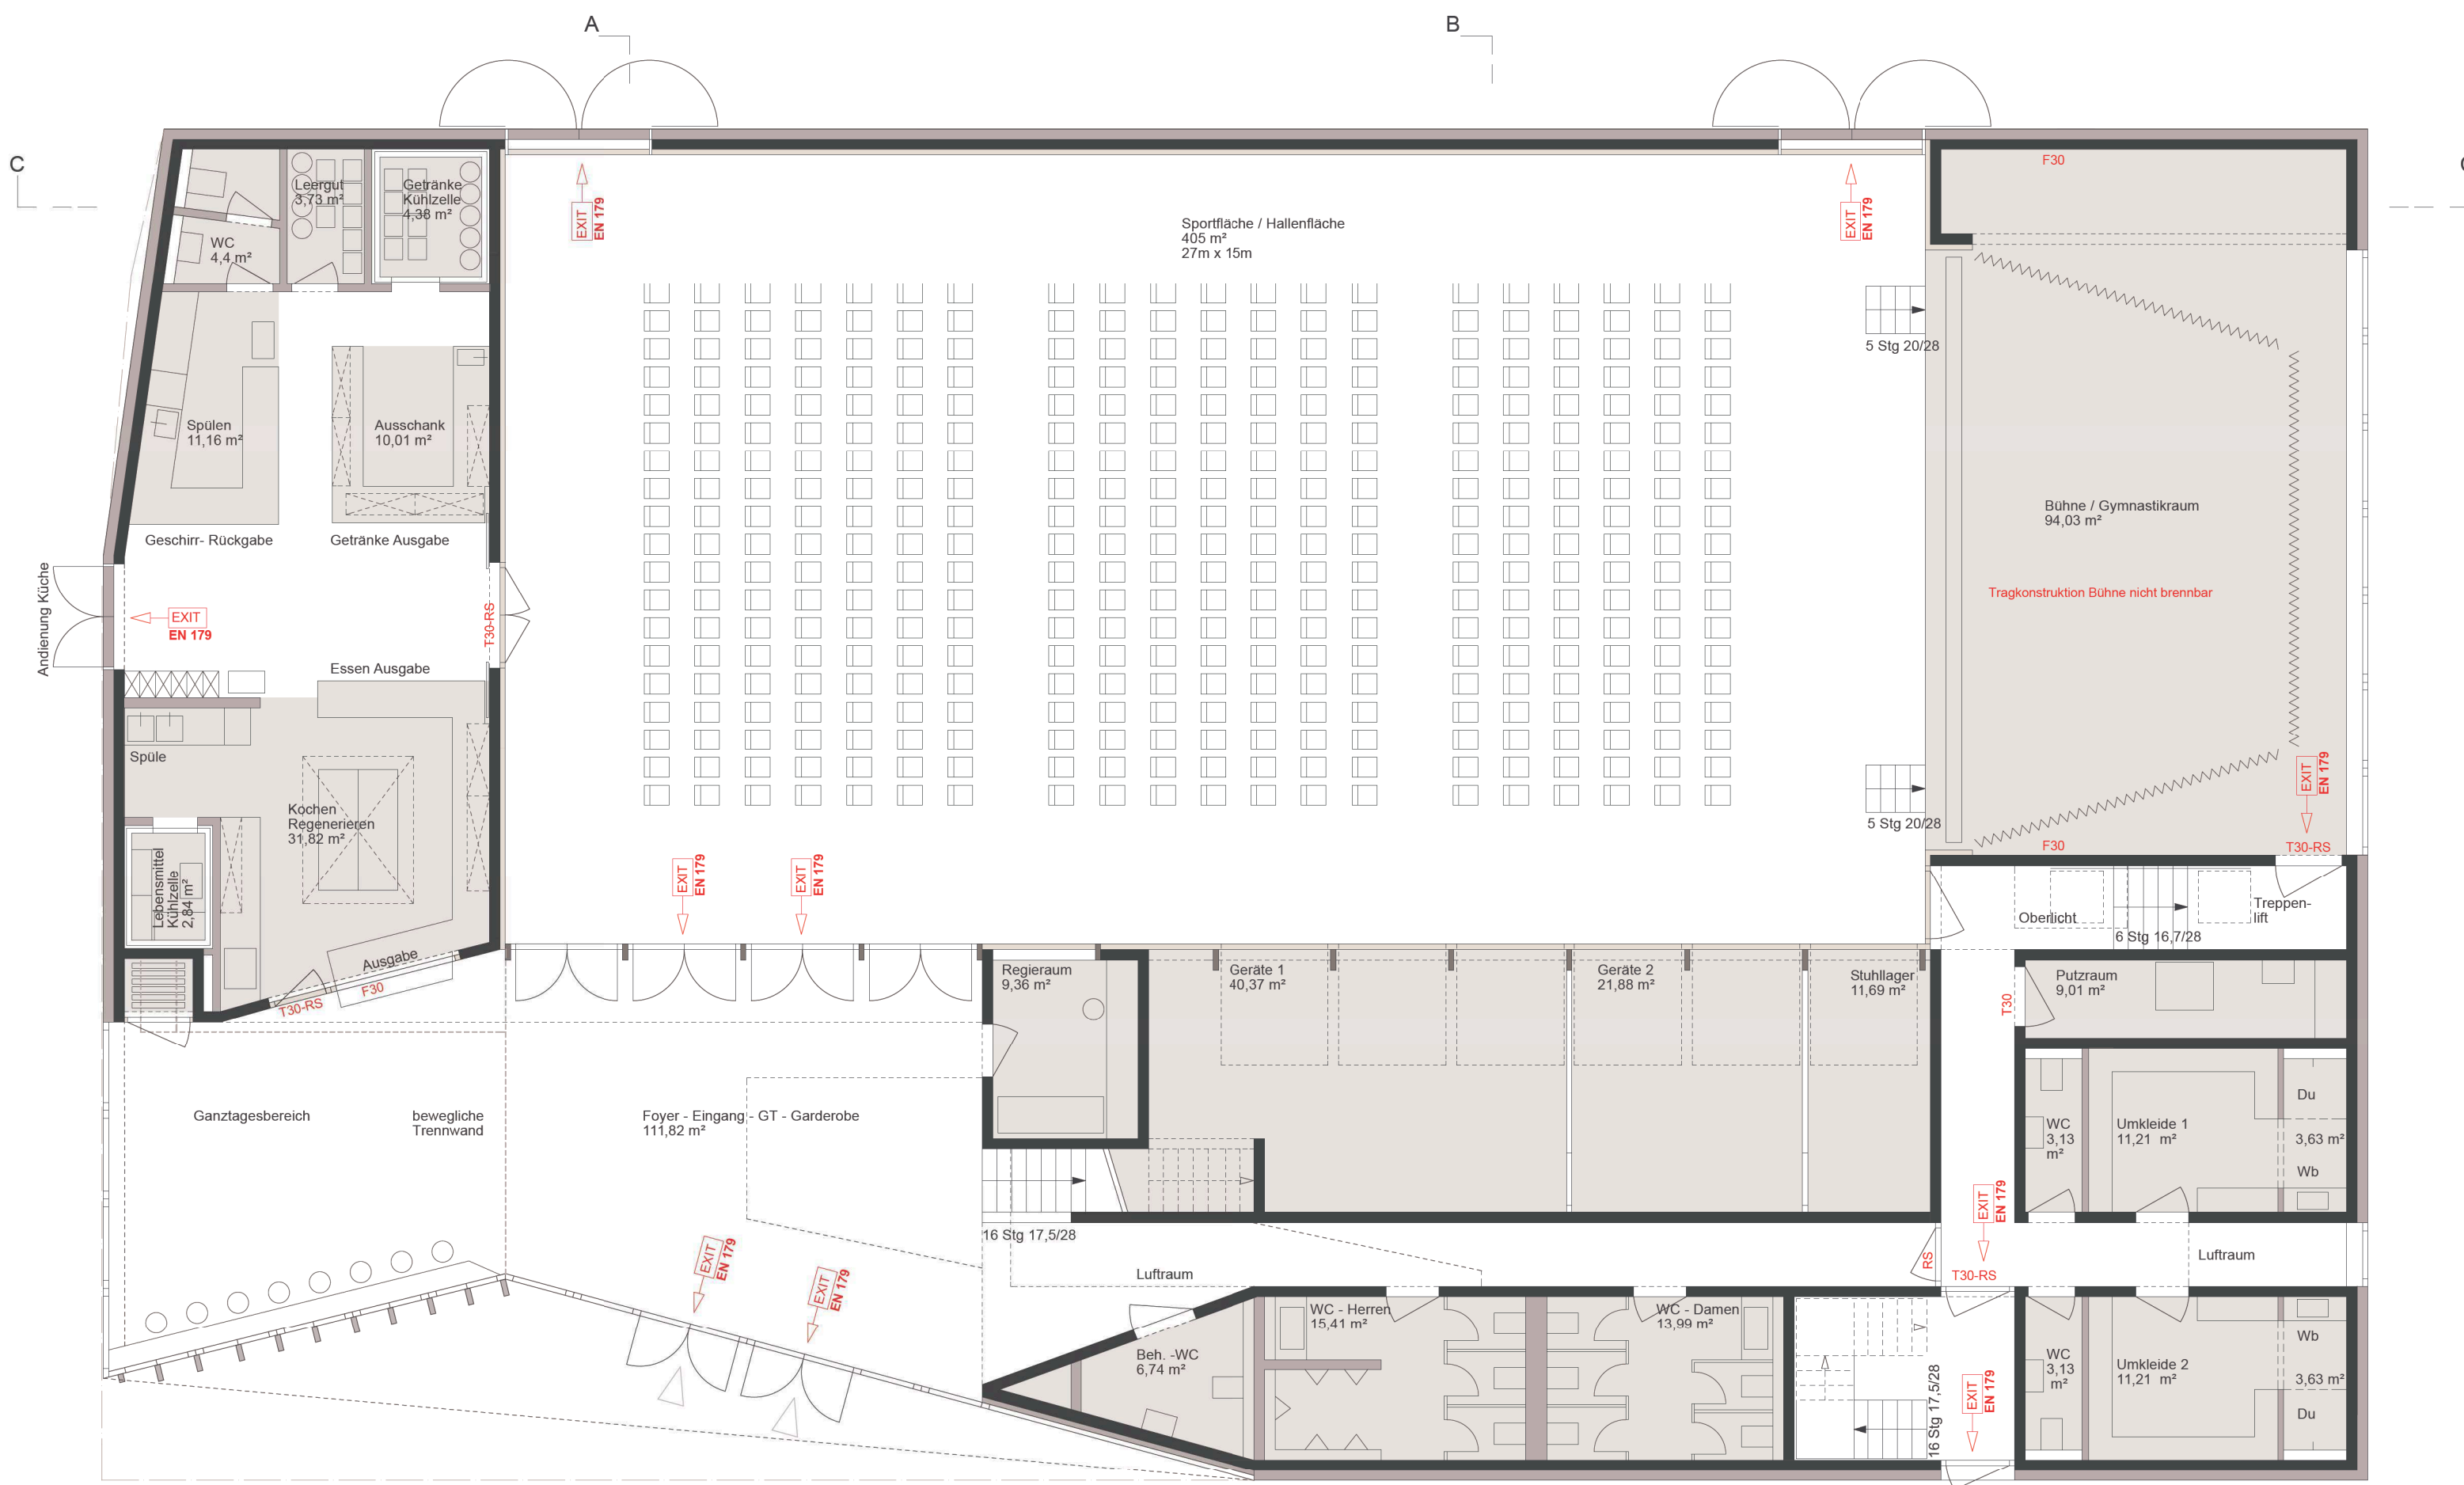 A
B
C
F30
Leergut
3,73 m²
Getränke
Kühlzelle
4,38 m²
EXIT
EN 179
EXIT
EN 179
Sportfläche / Hallenfläche
405 m²
27m x 15m
WC
4,4 m²
5 Stg 20/28
Spülen
11,16 m²
Ausschank
10,01 m²
Bühne / Gymnastikraum
94,03 m²
Geschirr- Rückgabe
Getränke Ausgabe
Andienung Küche
EXIT
EN 179
T30-RS
Tragkonstruktion Bühne nicht brennbar
Essen Ausgabe
Spüle
EXIT
EN 179
Kochen
Regenerieren
31,82 m²
5 Stg 20/28
F30
T30-RS
Lebensmittel
Kühlzelle
2,84 m²
EXIT
EN 179
EXIT
EN 179
Oberlicht
Treppen-
lift
6 Stg 16,7/28
Ausgabe
F30
T30-RS
Regieraum
9,36 m²
Geräte 1
40,37 m²
Geräte 2
21,88 m²
Stuhllager
11,69 m²
T30
Putzraum
9,01 m²
Ganztagesbereich
bewegliche
Trennwand
Foyer - Eingang - GT - Garderobe
111,82 m²
WC
3,13
m²
Umkleide 1
11,21 m²
Du
3,63 m²
Wb
EXIT
EN 179
16 Stg 17,5/28
EXIT
EN 179
EXIT
EN 179
Luftraum
RS
T30-RS
Luftraum
WC - Herren
15,41 m²
WC - Damen
13,99 m²
Beh. -WC
6,74 m²
16 Stg 17,5/28
EXIT
EN 179
WC
3,13
m²
Umkleide 2
11,21 m²
Wb
3,63 m²
Du